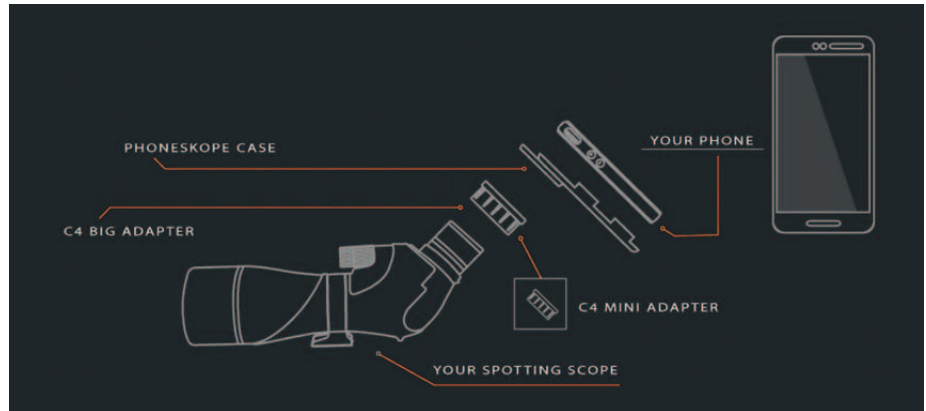 PHONESKOPE CASE
YOUR PHONE
C4 BIG ADAPTER
C4 MINI ADAPTER
YOUR SPOTTING SCOPE